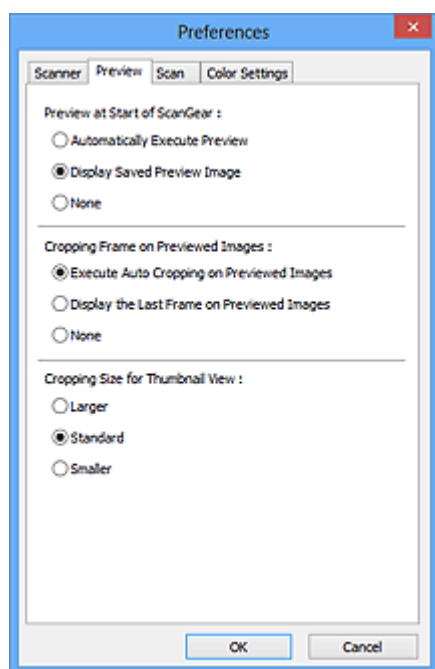 Preferences
Scanner Preview Scan Color Settings
Preview at Start of ScanGear :
Automatically Execute Preview
Display Saved Preview Image
None
Cropping Frame on Previewed Images :
Execute Auto Cropping on Previewed Images
Display the Last Frame on Previewed Images
None
Cropping Size for Thumbnail View :
Larger
Standard
Smaller
OK Cancel